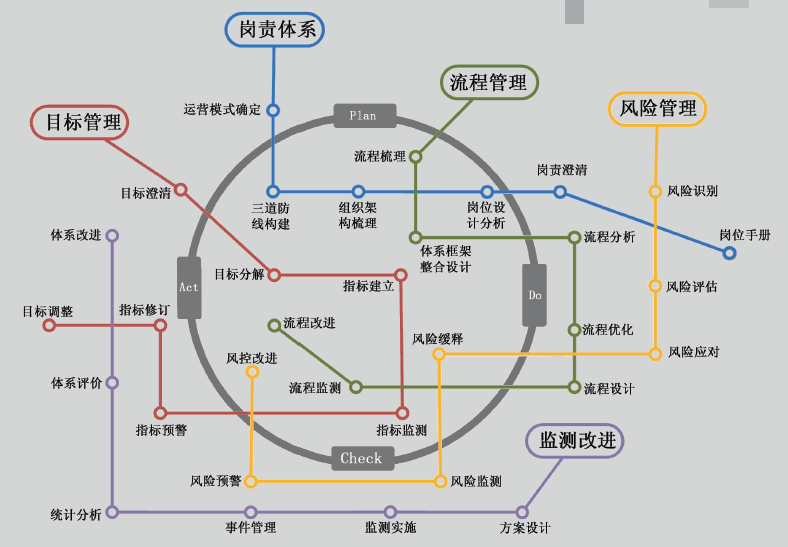 岗责体系
流程管理
风险管理
目标管理
运营模式确定
Plan
流程梳理
岗责澄清
目标澄清
三道防
线构建
组织架
构梳理
岗位设
计分析
风险识别
体系改进
体系框架
整合设计
流程分析
岗位手册
目标分解
指标建立
Act
Do
风险评估
目标调整
指标修订
流程改进
风险缓释
流程优化
风控改进
风险应对
体系评价
流程监测
流程设计
指标预警
指标监测
监测改进
Check
风险预警
风险监测
统计分析
事件管理
监测实施
方案设计